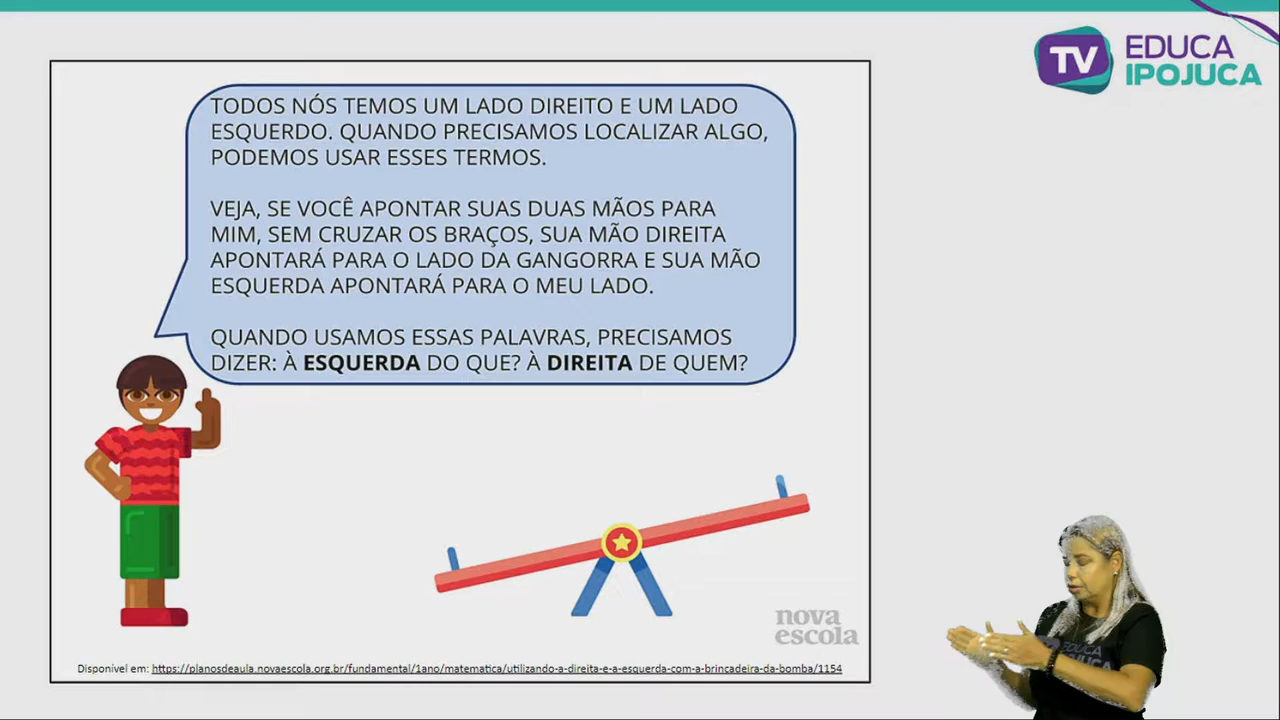 TV EDUCA
IPOJUCA
TODOS NÓS TEMOS UM LADO DIREITO E UM LADO
ESQUERDO. QUANDO PRECISAMOS LOCALIZAR ALGO,
PODEMOS USAR ESSES TERMOS.
VEJA, SE VOCÊ APONTAR SUAS DUAS MÃOS PARA
MIM, SEM CRUZAR OS BRAÇOS, SUA MÃO DIREITA
APONTARÁ PARA O LADO DA GANGORRA E SUA MÃO
ESQUERDA APONTARÁ PARA O MEU LADO.
QUANDO USAMOS ESSAS PALAVRAS, PRECISAMOS
DIZER: À ESQUERDA DO QUE? À DIREITA DE QUEM?
nova
escola
Disponível em: https://planosdeaula.novaescola.org.br/fundamental/1ano/matematica/utilizando-a-direita-e-a-esquerda-com-a-brincadeira-da-bomba/1154
EDUCA
IPOJUCA